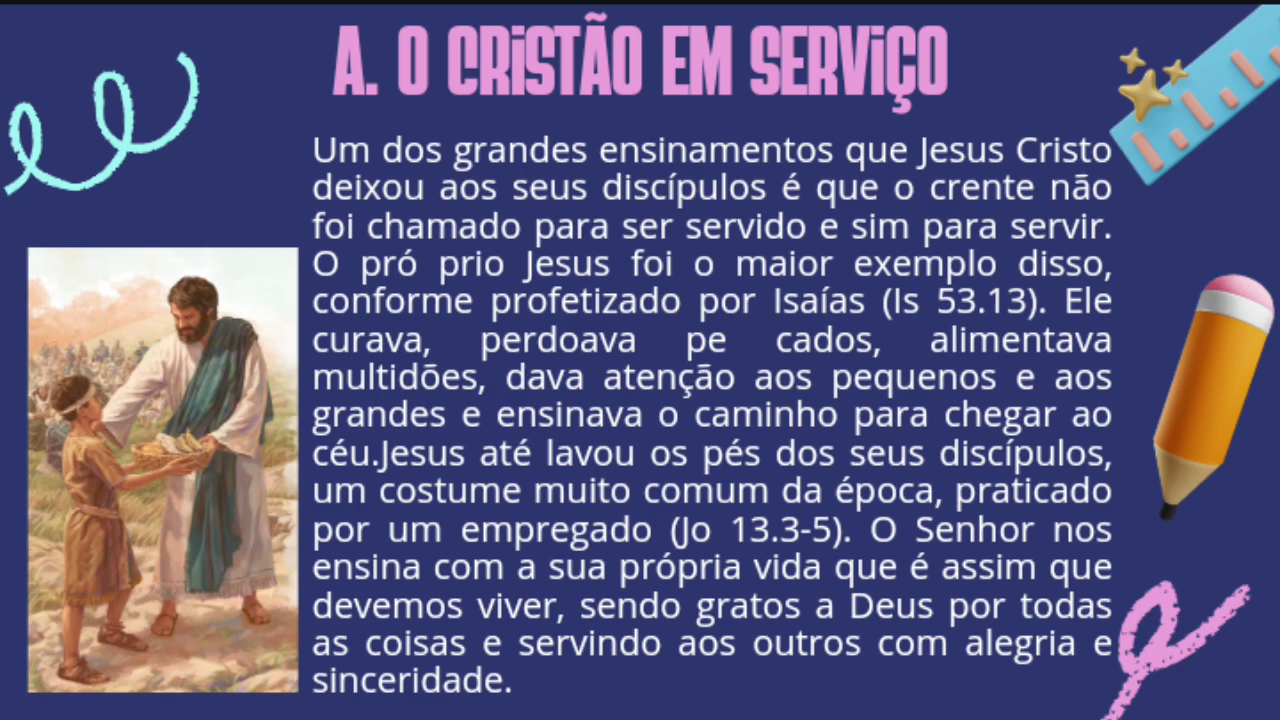 A. O CRiSTÃO EM SERViÇO
Um dos grandes ensinamentos que Jesus Cristo
deixou aos seus discípulos é que o crente não
foi chamado para ser servido e sim para servir.
O pró prio Jesus foi o maior exemplo disso,
conforme profetizado por Isaías (Is 53.13). Ele
curava, perdoava pe cados, alimentava
multidões, dava atenção aos pequenos e aos
grandes e ensinava o caminho para chegar ao
céu.Jesus até lavou os pés dos seus discípulos,
um costume muito comum da época, praticado
por um empregado (Jo 13.3-5). O Senhor nos
ensina com a sua própria vida que é assim que
devemos viver, sendo gratos a Deus por todas
as coisas e servindo aos outros com alegria e
sinceridade.